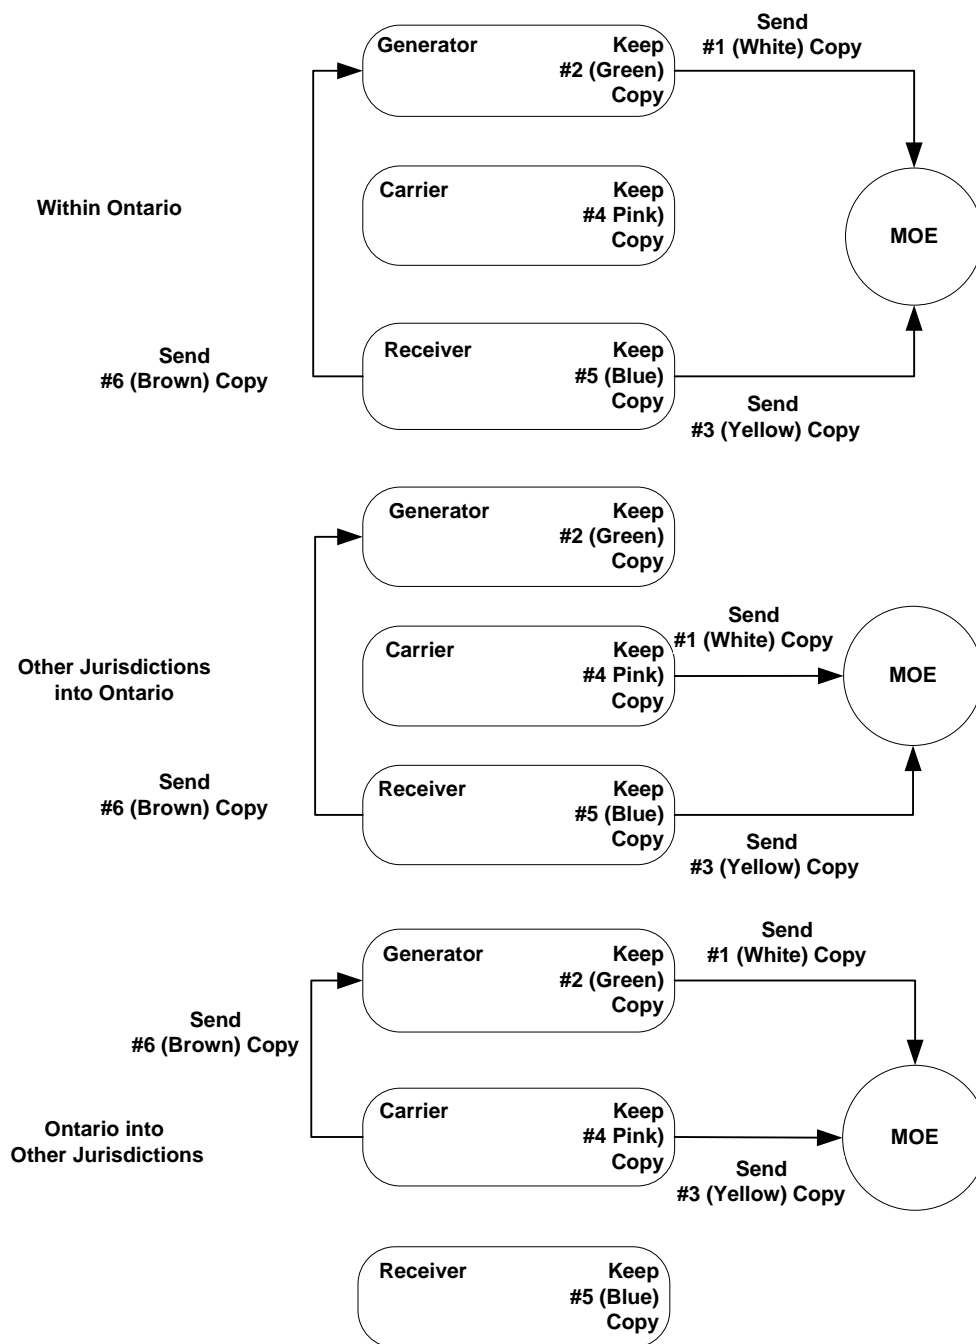 Send
#1 (White) Copy
Generator
Keep
#2 (Green)
Copy
Within Ontario
Carrier
Keep
#4 Pink)
Copy
MOE
Send
#6 (Brown) Copy
Receiver
Keep
#5 (Blue)
Copy
Send
#3 (Yellow) Copy
Generator
Keep
#2 (Green)
Copy
Other Jurisdictions
into Ontario
Carrier
Keep
#4 Pink)
Copy
Send
#1 (White) Copy
MOE
Send
#6 (Brown) Copy
Receiver
Keep
#5 (Blue)
Copy
Send
#3 (Yellow) Copy
Generator
Keep
#2 (Green)
Copy
Send
#1 (White) Copy
Send
#6 (Brown) Copy
Ontario into
Other Jurisdictions
Carrier
Keep
#4 Pink)
Copy
MOE
Send
#3 (Yellow) Copy
Receiver
Keep
#5 (Blue)
Copy